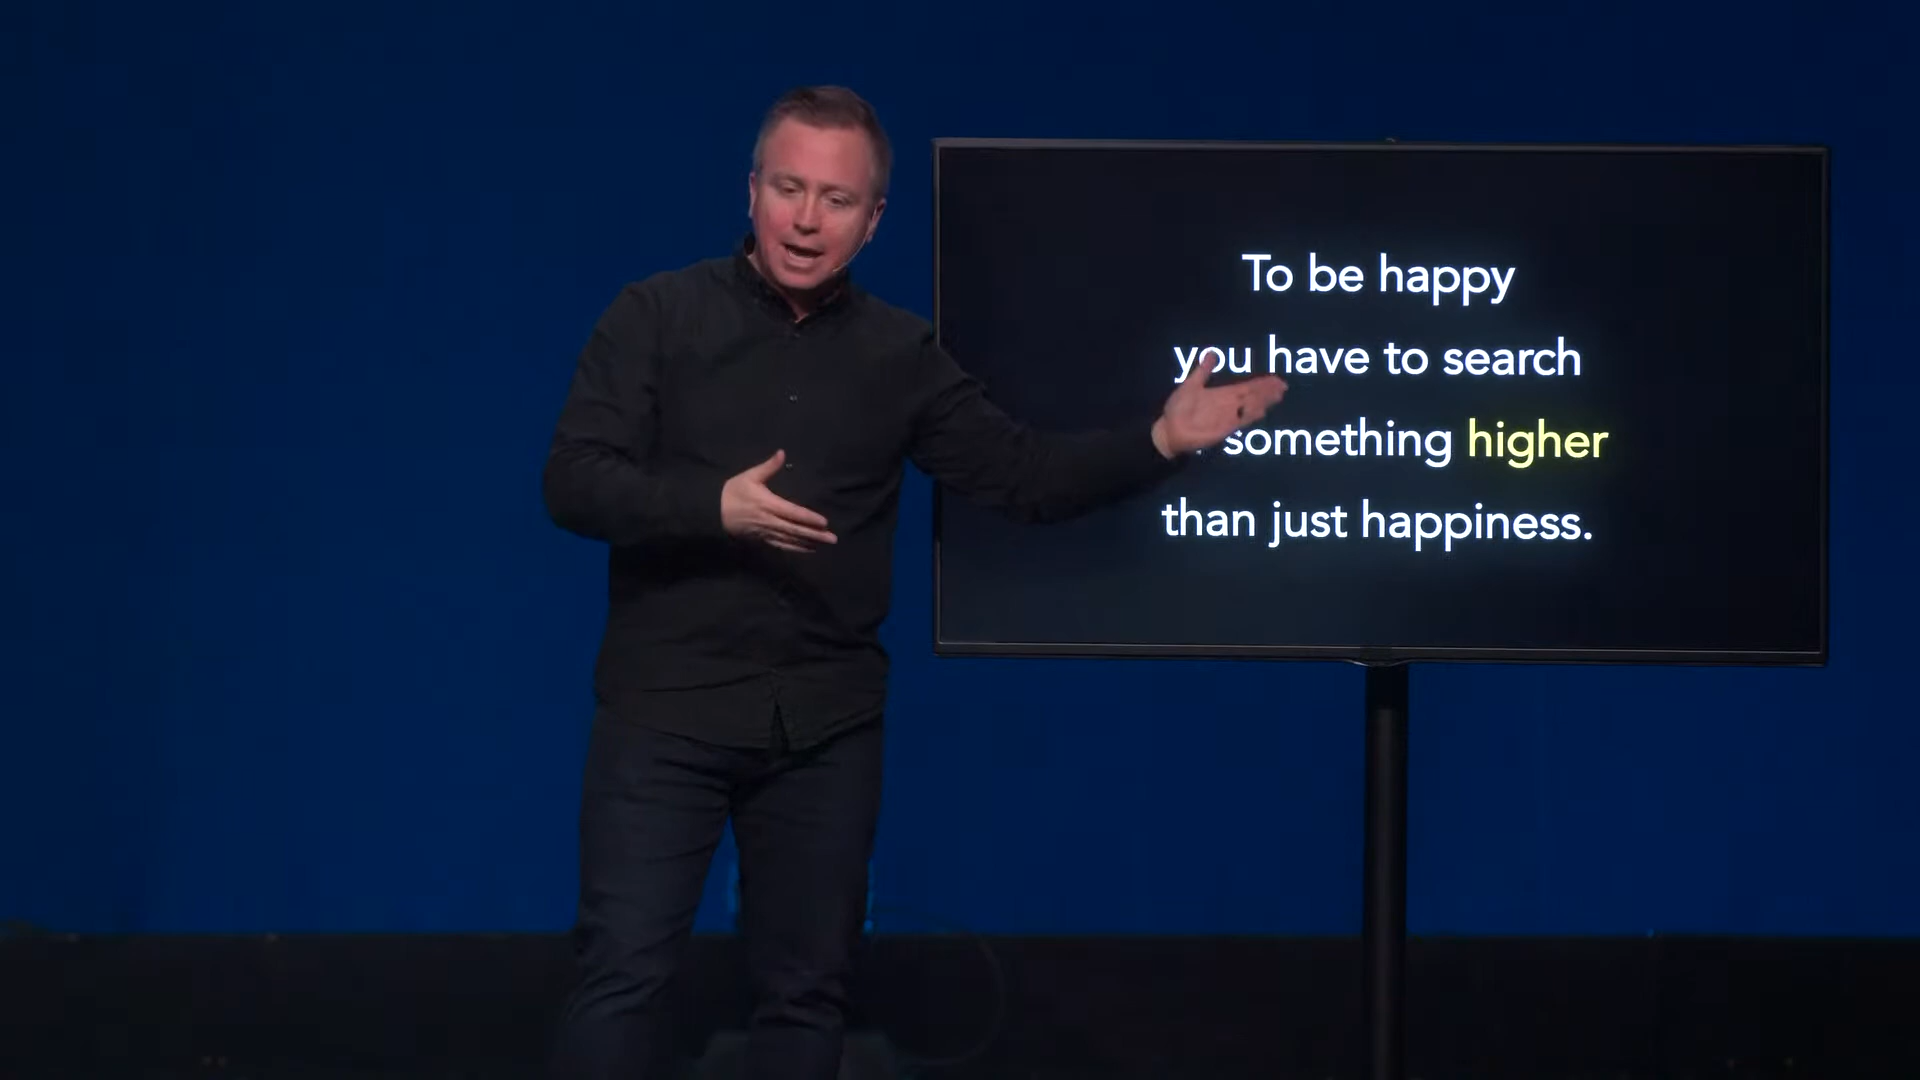 To be happy
you have to search
something higher
than just happiness.